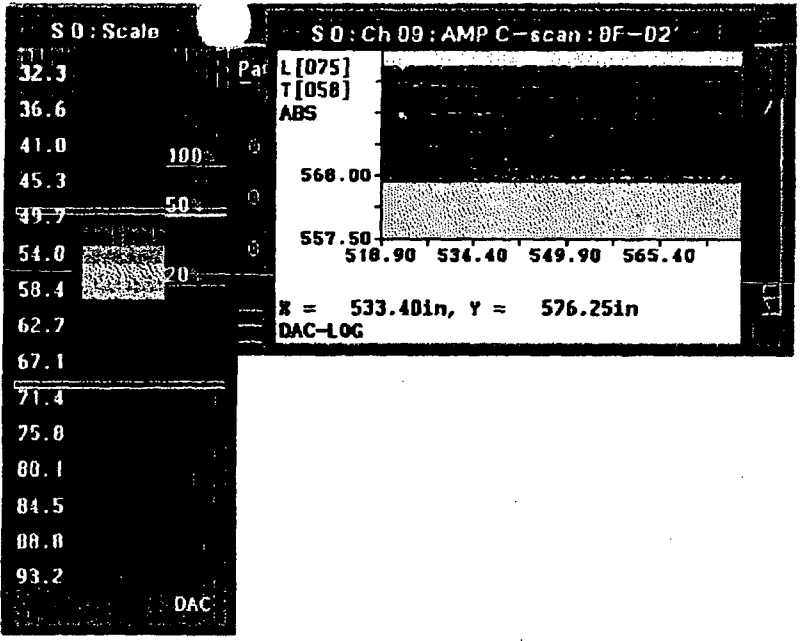 S 0 : Scale
32.3
36.6
41.0
100%
45.3
50%
49.7
54.0
20%
58.4
62.7
67.1
71.4
75.8
80.1
84.5
88.8
93.2
DAC
S 0 : Ch 09 : AMP C-scan : BF-02'
Par
L[075]
T[058]
ABS
568.00
557.50
518.90 534.40 549.90 565.40
X = 533.40in, Y = 576.25in
DAC-LOG